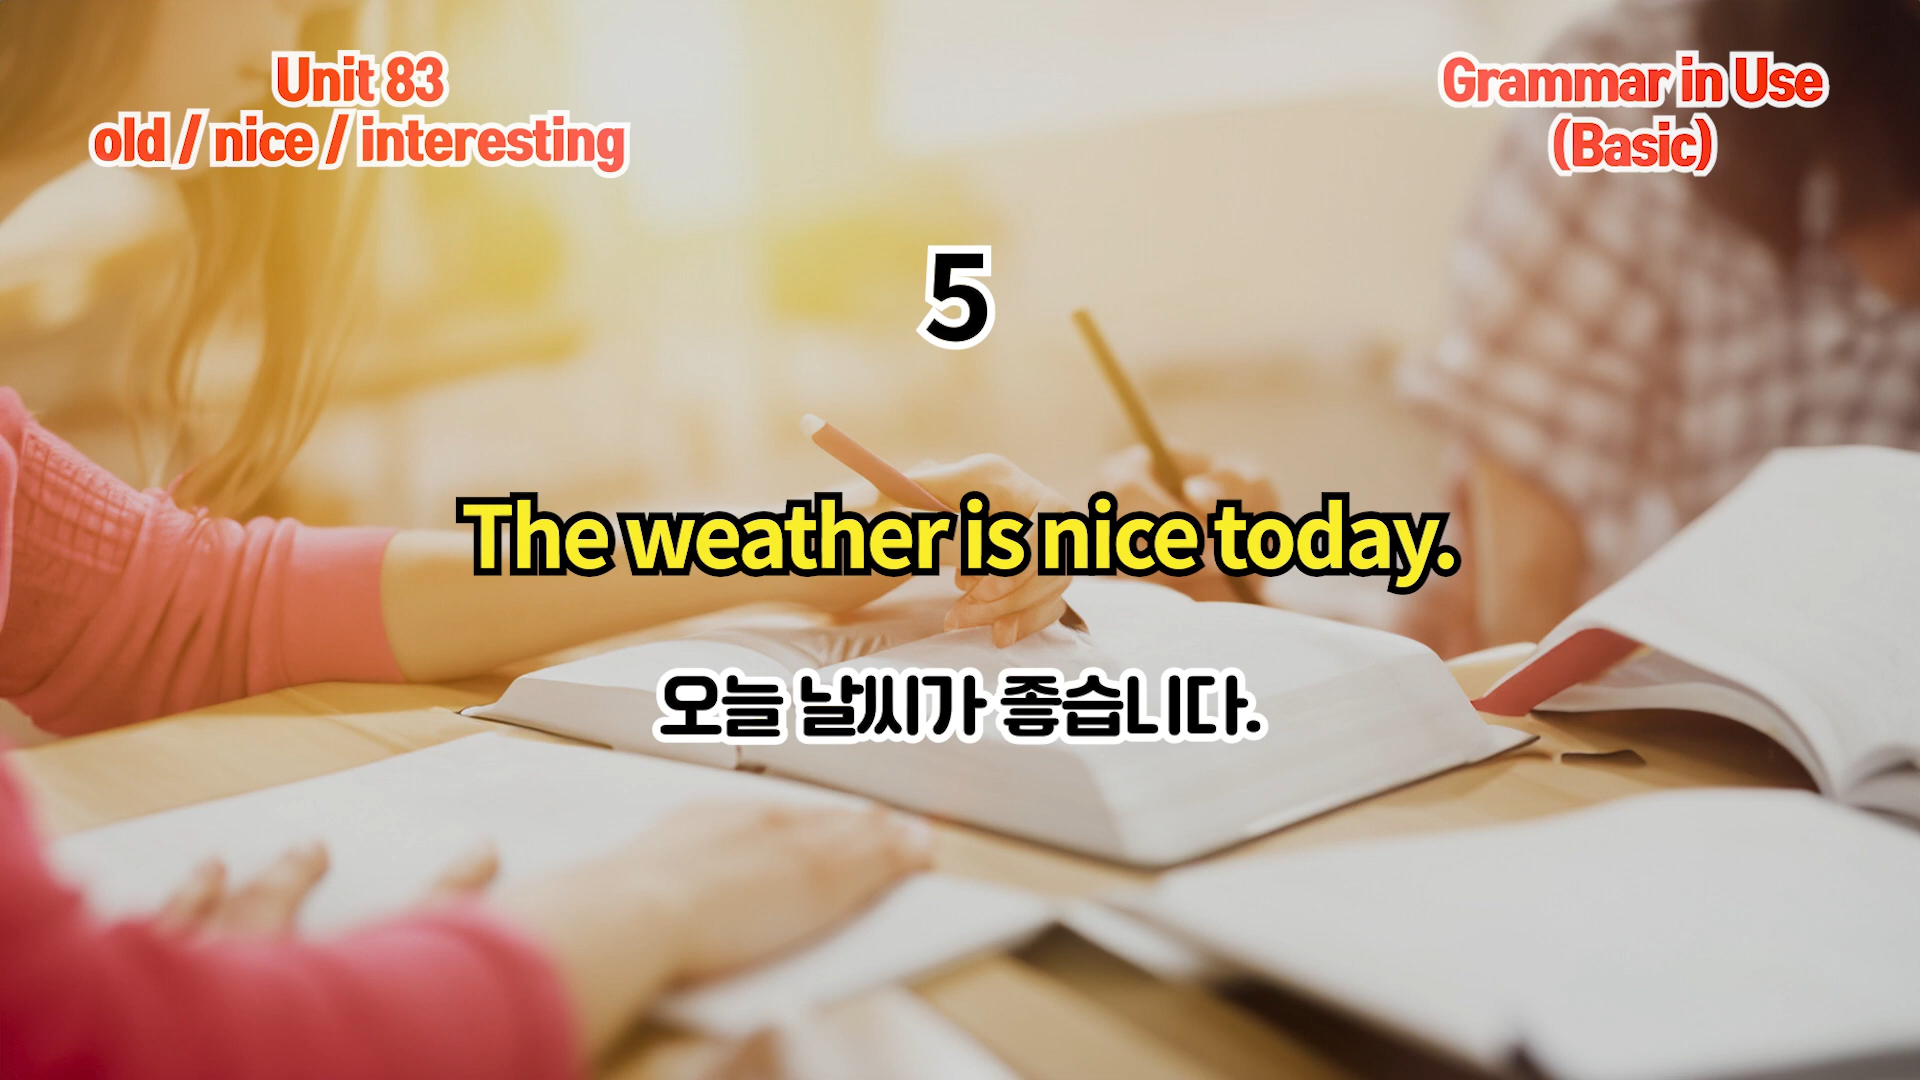 Unit 83
old / nice / interesting
Grammar in Use
(Basic)
5
The weather is nice today.
오늘 날씨가 좋습니다.